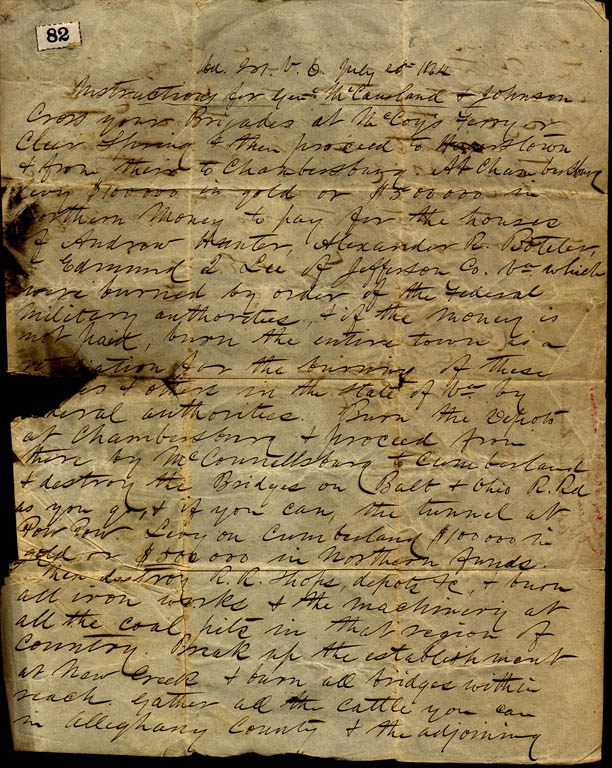 82
Hd. Qr. V. D. July 28th 1864
Instructions for Genls McCausland & Johnson.
Cross your Brigades at McCoys Ferry or
Clear Spring & then proceed to Hagerstown
& from there to Chambersburg. At Chambersburg
levy $100000 in gold or $500000 in
Northern Money to pay for the houses
of Andrew Hunter, Alexander R. Boteler,
& Edmund I. Lee of Jefferson Co. Va which
were burned by order of the Federal
military authorities, & if the money is
not paid, burn the entire town as a
retaliation for the burning of these
& others in the State of Va by
Federal authorities. Burn the Depots
at Chambersburg & proceed from
there by McConnellsburg to Cumberland
& destroy the Bridges on Balt & Ohio R. Rd
as you go, & if you can, the tunnel at
Paw Paw. Levy on Cumberland $100000 in
gold or $ in Northern funds.
Then destroy R. R. Shops, depots &c, & burn
all iron works & the machinery at
all the coal pits in that region of
Country. Break up the establishment
at New Creek & burn all bridges within
reach. Gather all the cattle you can
in Alleghany County & the adjoining